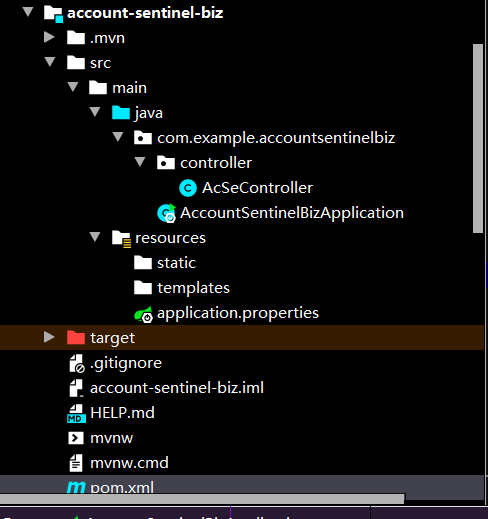 account-sentinel-biz
.mvn
src
main
java
com.example.accountsentinelbiz
controller
C AcSeController
AccountSentinelBizApplication
resources
static
templates
application.properties
target
.gitignore
account-sentinel-biz.iml
MD HELP.md
mvnw
mvnw.cmd
m pom.xml